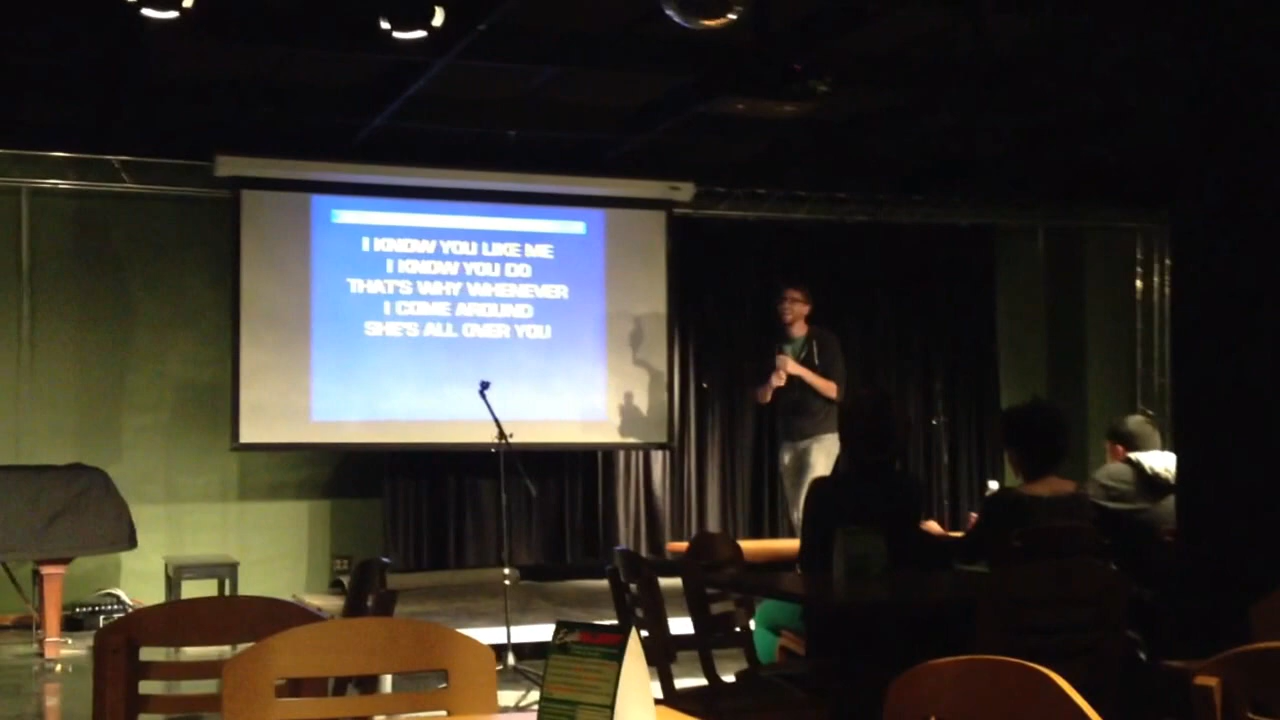 I KNOW YOU LIKE ME
I KNOW YOU DO
THAT'S WHY WHENEVER
I COME AROUND
SHE'S ALL OVER YOU